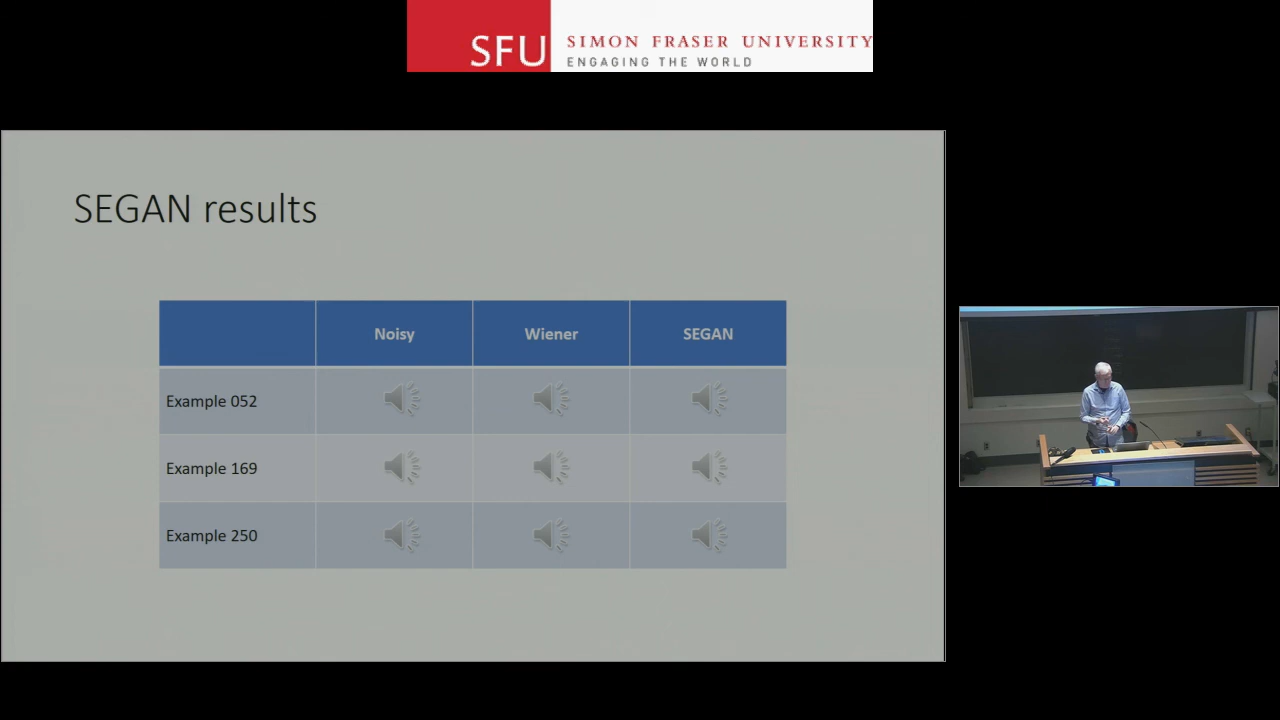 SFU
SIMON FRASER UNIVERSITY
ENGAGING THE WORLD
SEGAN results
Noisy Wiener SEGAN
Example 052
Example 169
Example 250